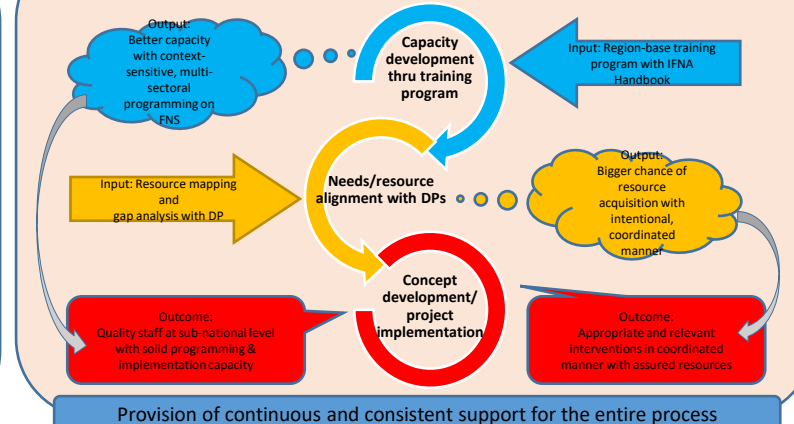 Output:
Better capacity
with context-
sensitive, multi-
sectoral
programming on
FNS
Capacity
development
thru training
program
Input: Region-base training
program with IFNA
Handbook
Input: Resource mapping
and
gap analysis with DP
Needs/resource
alignment with DPs
Output:
Bigger chance of
resource
acquisition with
intentional,
coordinated
manner
Concept
development/
project
implementation
Outcome:
Quality staff at sub-national level
with solid programming &
implementation capacity
Outcome:
Appropriate and relevant
interventions in coordinated
manner with assured resources
Provision of continuous and consistent support for the entire process